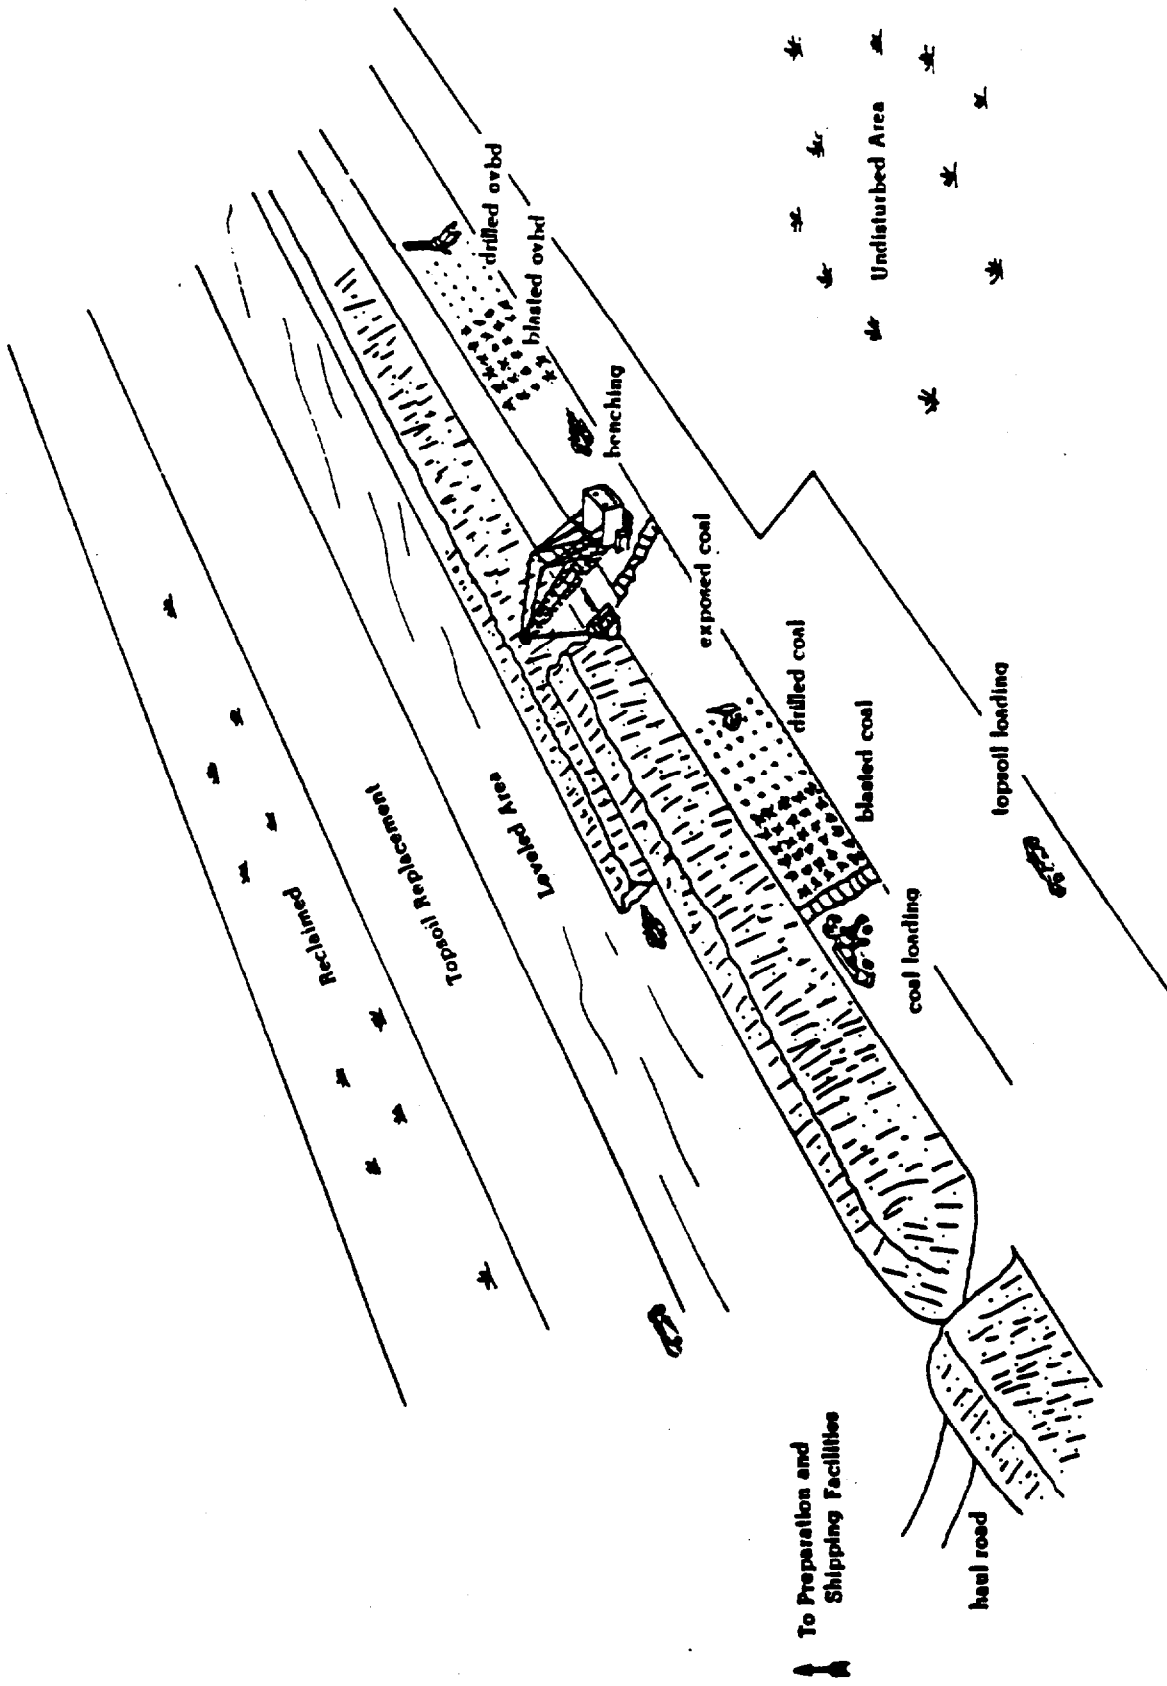 Reclaimed
Topsoil Replacement
Leveled Area
drilled ovbd
blasted ovbd
benching
Undisturbed Area
exposed coal
drilled coal
blasted coal
coal loading
topsoil loading
To Preparation and
Shipping Facilities
haul road